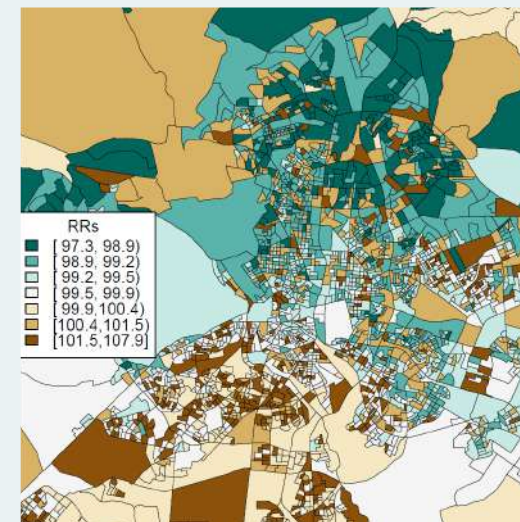 RRs
[ 97.3, 98.9)
[ 98.9, 99.2)
[ 99.2, 99.5)
[ 99.5, 99.9)
[ 99.9,100.4)
[100.4,101.5)
[101.5,107.9]